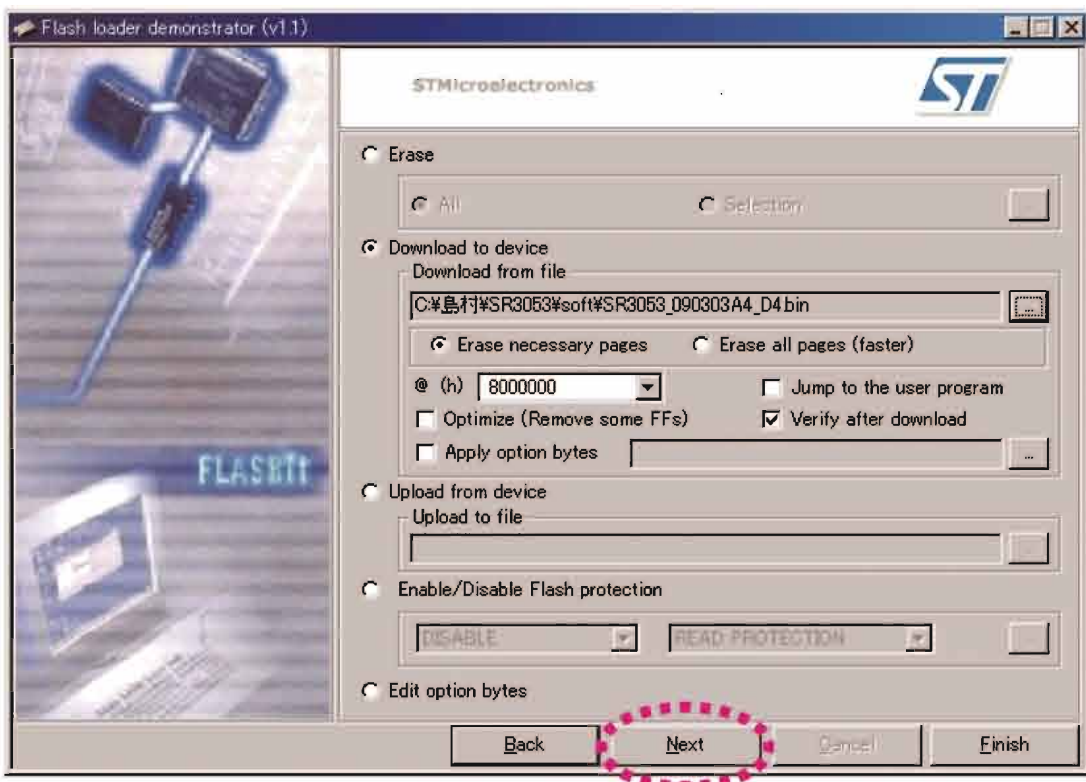 Flash loader demonstrator (v1.1)
STMicroelectronics
ST
Erase
All
Selection
...
Download to device
Download from file
C:¥島村¥SR3053¥soft¥SR3053_090303A4_D4.bin
...
Erase necessary pages
Erase all pages (faster)
@ (h) 8000000
Jump to the user program
Optimize (Remove some FFs)
Verify after download
Apply option bytes
...
Upload from device
Upload to file
...
Enable/Disable Flash protection
DISABLE
READ PROTECTION
Edit option bytes
Back
Next
Cancel
Finish